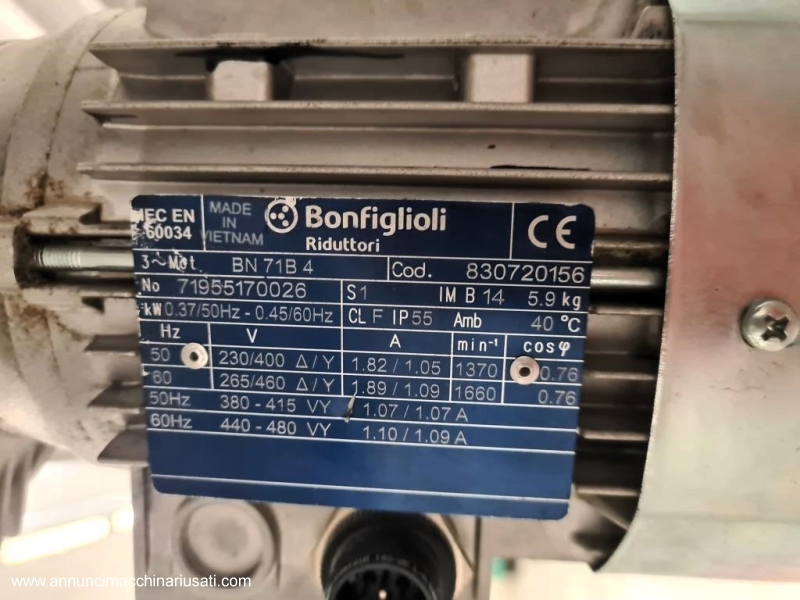 IEC EN
60034
MADE
IN
VIETNAM
Bonfiglioli
Riduttori
CE
3~Mot BN 71B 4 Cod. 830720156
No 71955170026 S1 IM B 14 5.9 kg
kW 0.37/50Hz - 0.45/60Hz CL F IP 55 Amb 40 °C
Hz V A min⁻¹ cosφ
50 230/400 Δ/Y 1.82 / 1.05 1370 0.76
60 265/460 Δ/Y 1.89 / 1.09 1660 0.76
50Hz 380 - 415 VY 1.07 / 1.07 A
60Hz 440 - 480 VY 1.10 / 1.09 A
www.annuncimacchinariusati.com